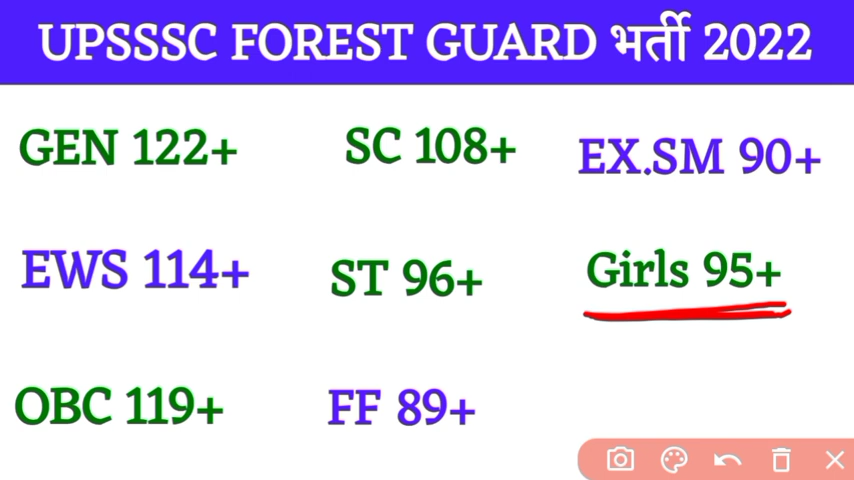 UPSSSC FOREST GUARD भर्ती 2022
GEN 122+
SC 108+
EX.SM 90+
EWS 114+
ST 96+
Girls 95+
OBC 119+
FF 89+